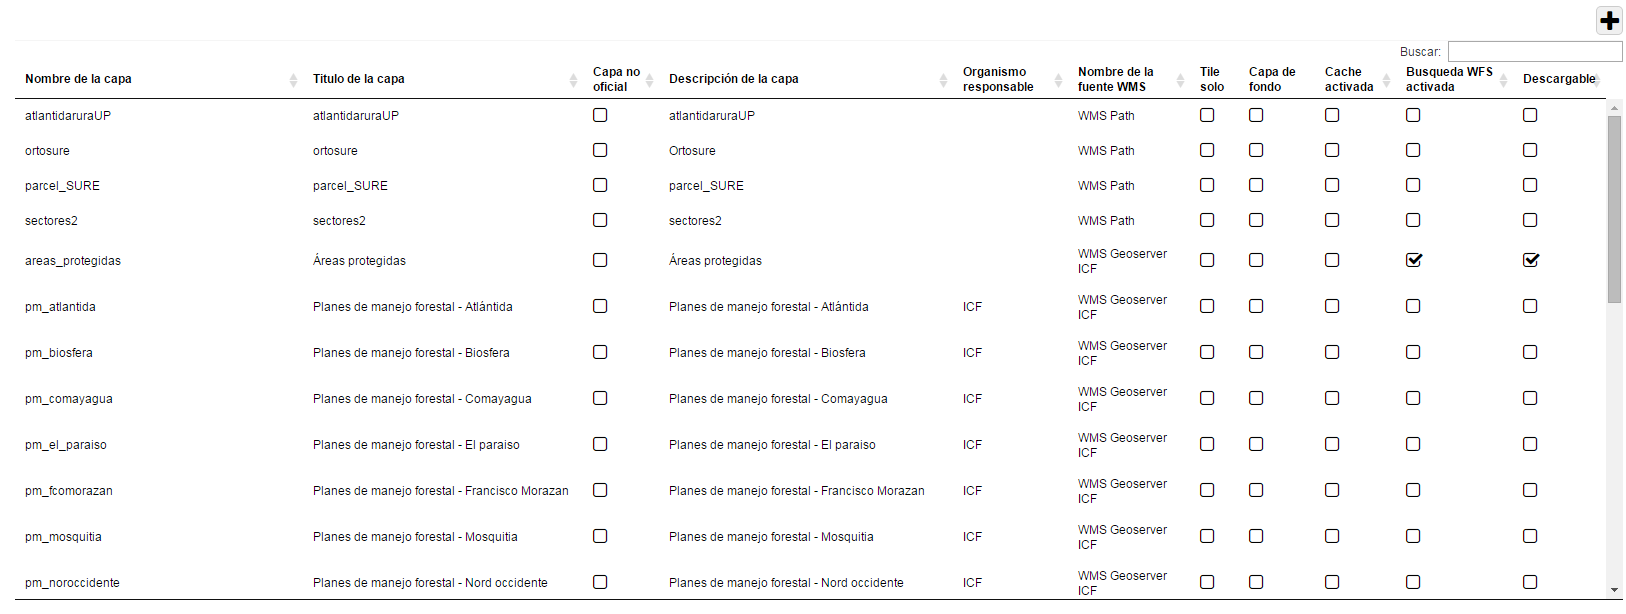 Buscar:
Nombre de la capa Titulo de la capa Capa no oficial Descripción de la capa Organismo responsable Nombre de la fuente WMS Tile solo Capa de fondo Cache activada Busqueda WFS activada Descargable
atlantidaruraUP atlantidaruraUP atlantidaruraUP WMS Path
ortosure ortosure Ortosure WMS Path
parcel_SURE parcel_SURE parcel_SURE WMS Path
sectores2 sectores2 sectores2 WMS Path
areas_protegidas Áreas protegidas Áreas protegidas WMS Geoserver ICF
pm_atlantida Planes de manejo forestal - Atlántida Planes de manejo forestal - Atlántida ICF WMS Geoserver ICF
pm_biosfera Planes de manejo forestal - Biosfera Planes de manejo forestal - Biosfera ICF WMS Geoserver ICF
pm_comayagua Planes de manejo forestal - Comayagua Planes de manejo forestal - Comayagua ICF WMS Geoserver ICF
pm_el_paraiso Planes de manejo forestal - El paraiso Planes de manejo forestal - El paraiso ICF WMS Geoserver ICF
pm_fcomorazan Planes de manejo forestal - Francisco Morazan Planes de manejo forestal - Francisco Morazan ICF WMS Geoserver ICF
pm_mosquitia Planes de manejo forestal - Mosquitia Planes de manejo forestal - Mosquitia ICF WMS Geoserver ICF
pm_noroccidente Planes de manejo forestal - Nord occidente Planes de manejo forestal - Nord occidente ICF WMS Geoserver ICF